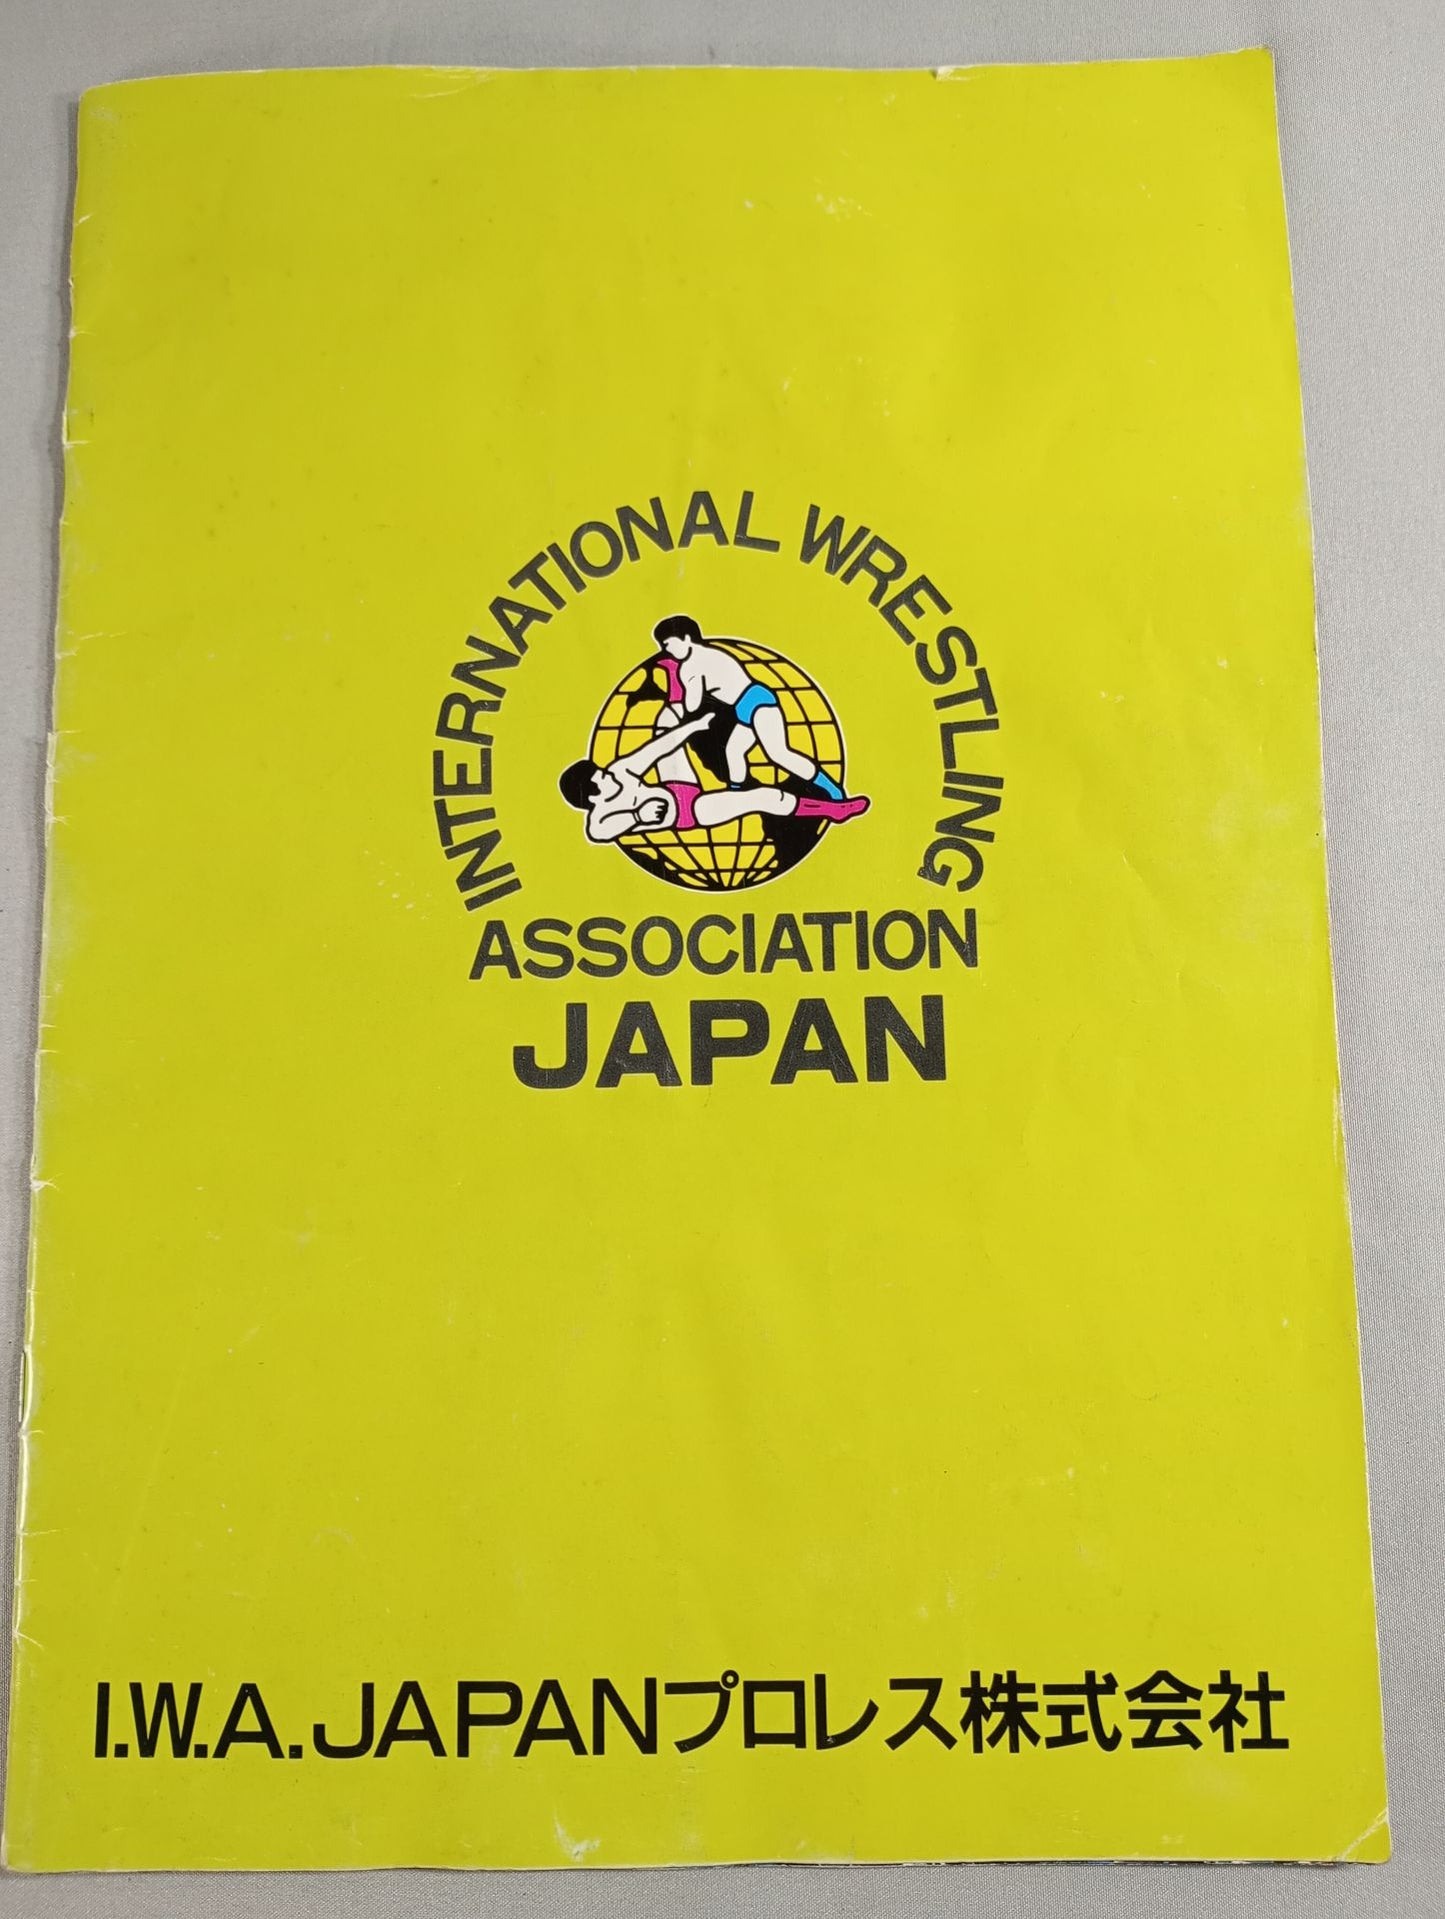 INTERNATIONAL WRESTLING
ASSOCIATION
JAPAN
I.W.A.JAPANプロレス株式会社